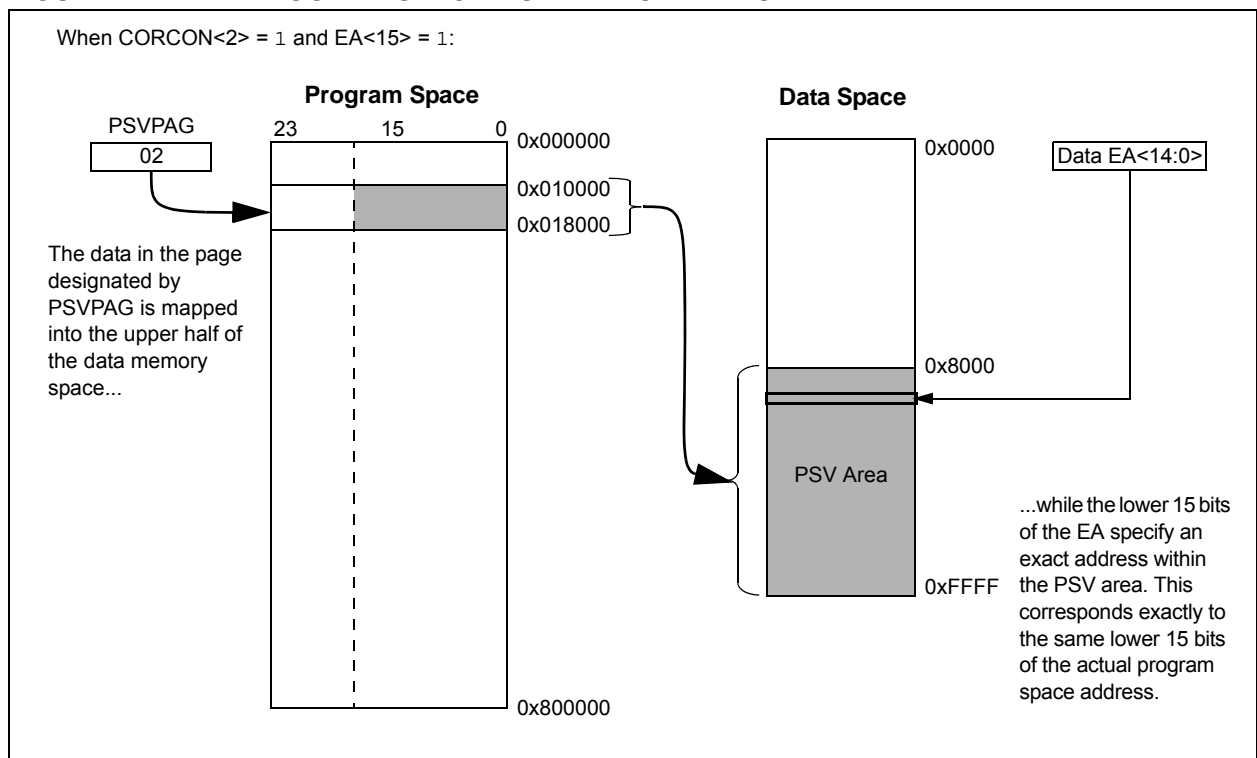 When CORCON<2> = 1 and EA<15> = 1:
Program Space
Data Space
PSVPAG
02
23 15 0
0x000000
0x010000
0x018000
0x800000
The data in the page
designated by
PSVPAG is mapped
into the upper half of
the data memory
space...
0x0000
0x8000
0xFFFF
PSV Area
Data EA<14:0>
...while the lower 15 bits
of the EA specify an
exact address within
the PSV area. This
corresponds exactly to
the same lower 15 bits
of the actual program
space address.